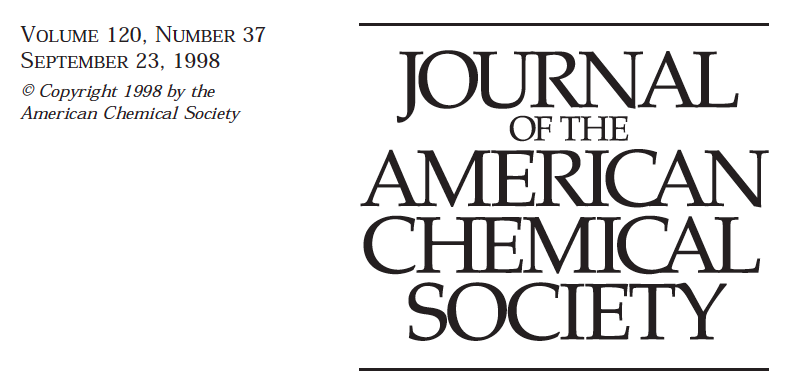 VOLUME 120, NUMBER 37
SEPTEMBER 23, 1998
© Copyright 1998 by the
American Chemical Society
JOURNAL
OF THE
AMERICAN
CHEMICAL
SOCIETY